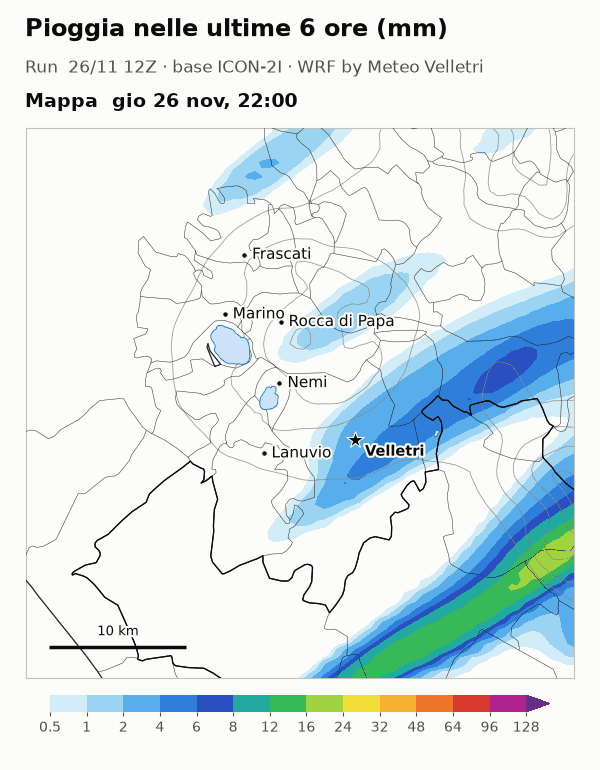 Pioggia nelle ultime 6 ore (mm)
Run  26/11 12Z · base ICON-2I · WRF by Meteo Velletri
Mappa  gio 26 nov, 22:00
Frascati
Marino
Rocca di Papa
Nemi
Velletri
Lanuvio
10 km
0.5 1 2 4 6 8 12 16 24 32 48 64 96 128